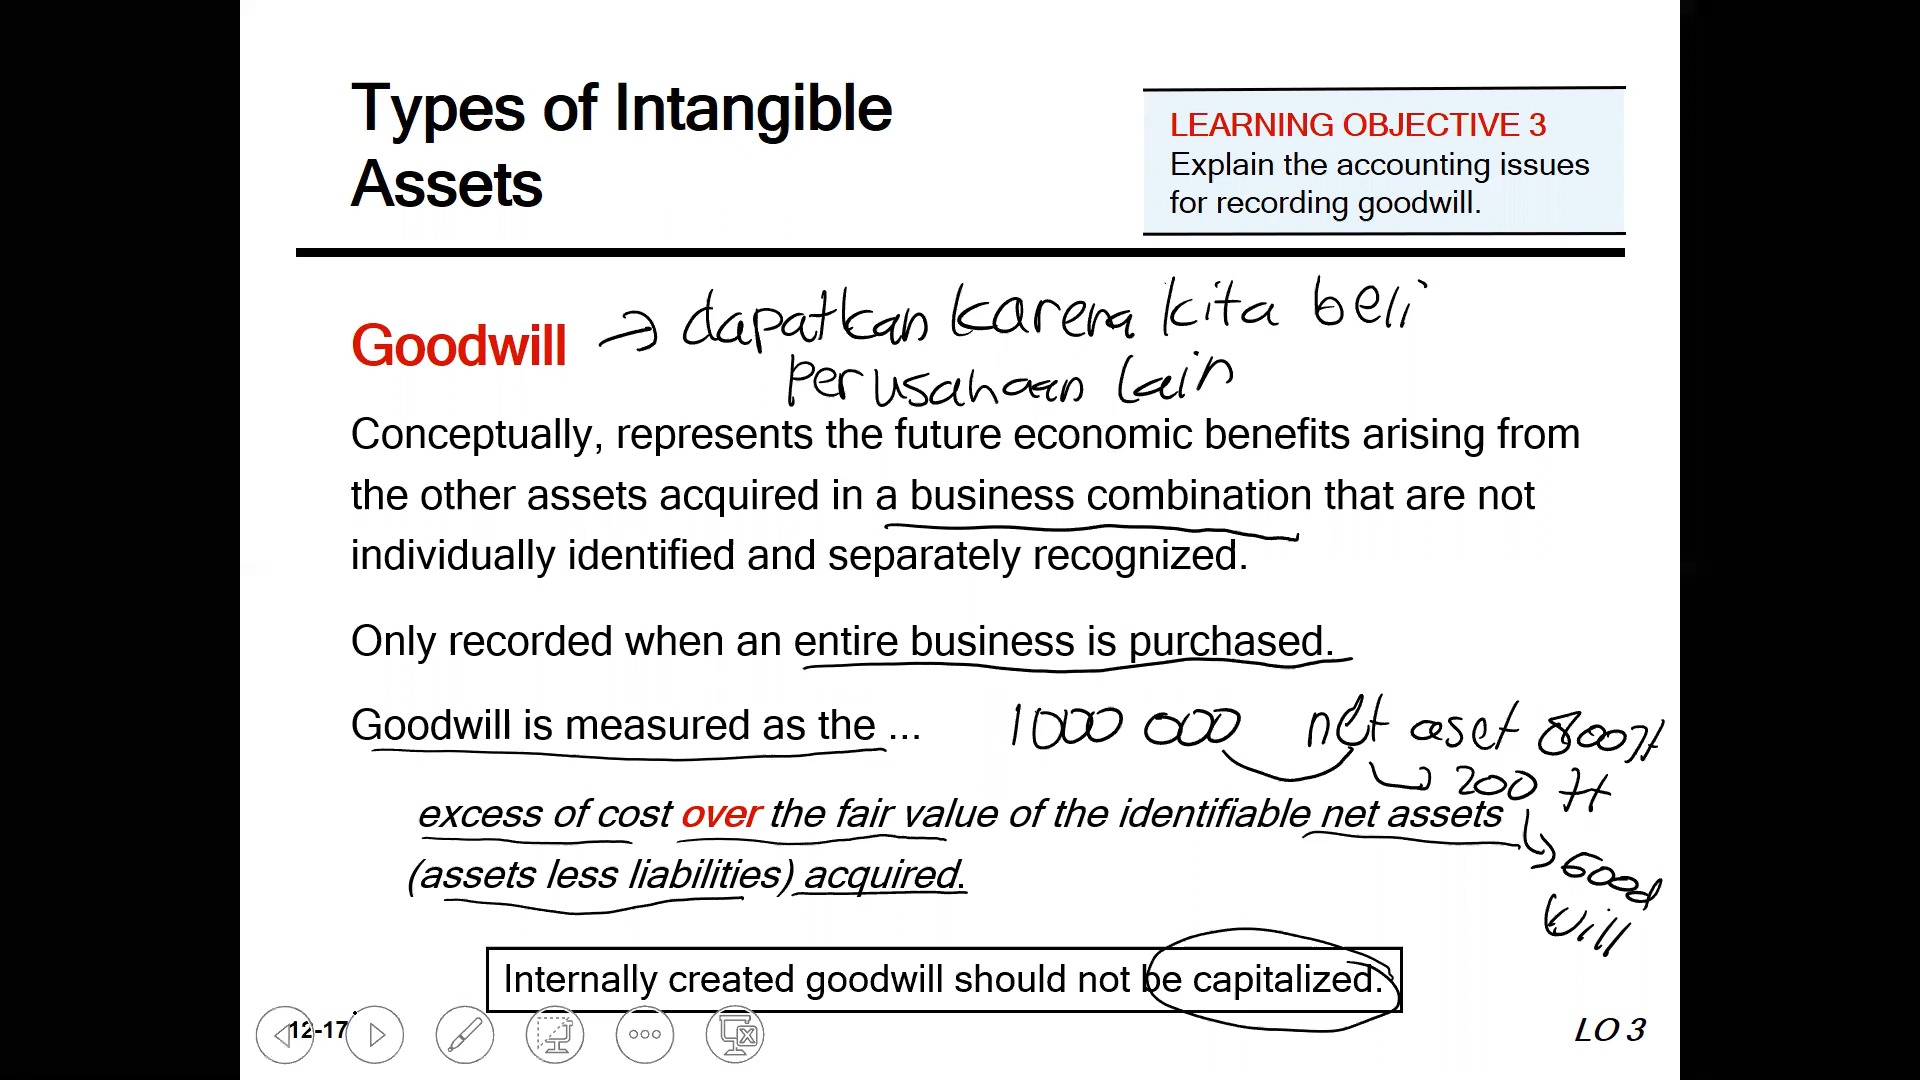 Types of Intangible
Assets
LEARNING OBJECTIVE 3
Explain the accounting issues
for recording goodwill.
Goodwill → dapatkan karena kita beli
perusahaan lain
Conceptually, represents the future economic benefits arising from
the other assets acquired in a business combination that are not
individually identified and separately recognized.
Only recorded when an entire business is purchased.
Goodwill is measured as the ... 1000 000 net aset 800 jt
200 jt
excess of cost over the fair value of the identifiable net assets
(assets less liabilities) acquired.
Good
will
Internally created goodwill should not be capitalized.
12-17
LO 3